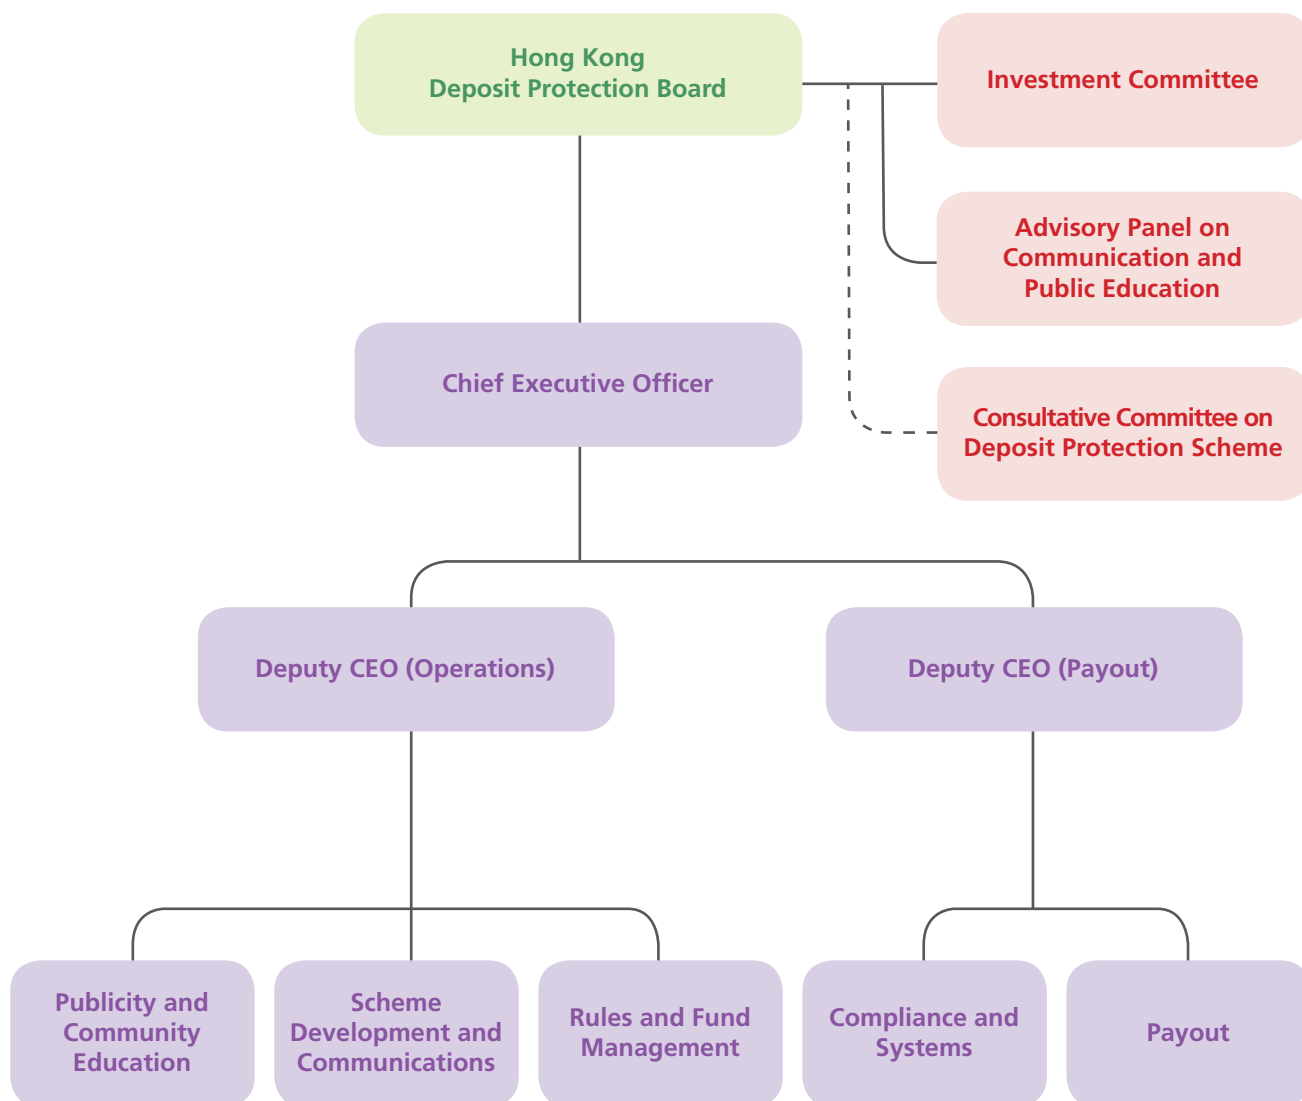 Hong Kong
Deposit Protection Board
Investment Committee
Advisory Panel on
Communication and
Public Education
Chief Executive Officer
Consultative Committee on
Deposit Protection Scheme
Deputy CEO (Operations)
Deputy CEO (Payout)
Publicity and
Community
Education
Scheme
Development and
Communications
Rules and Fund
Management
Compliance and
Systems
Payout